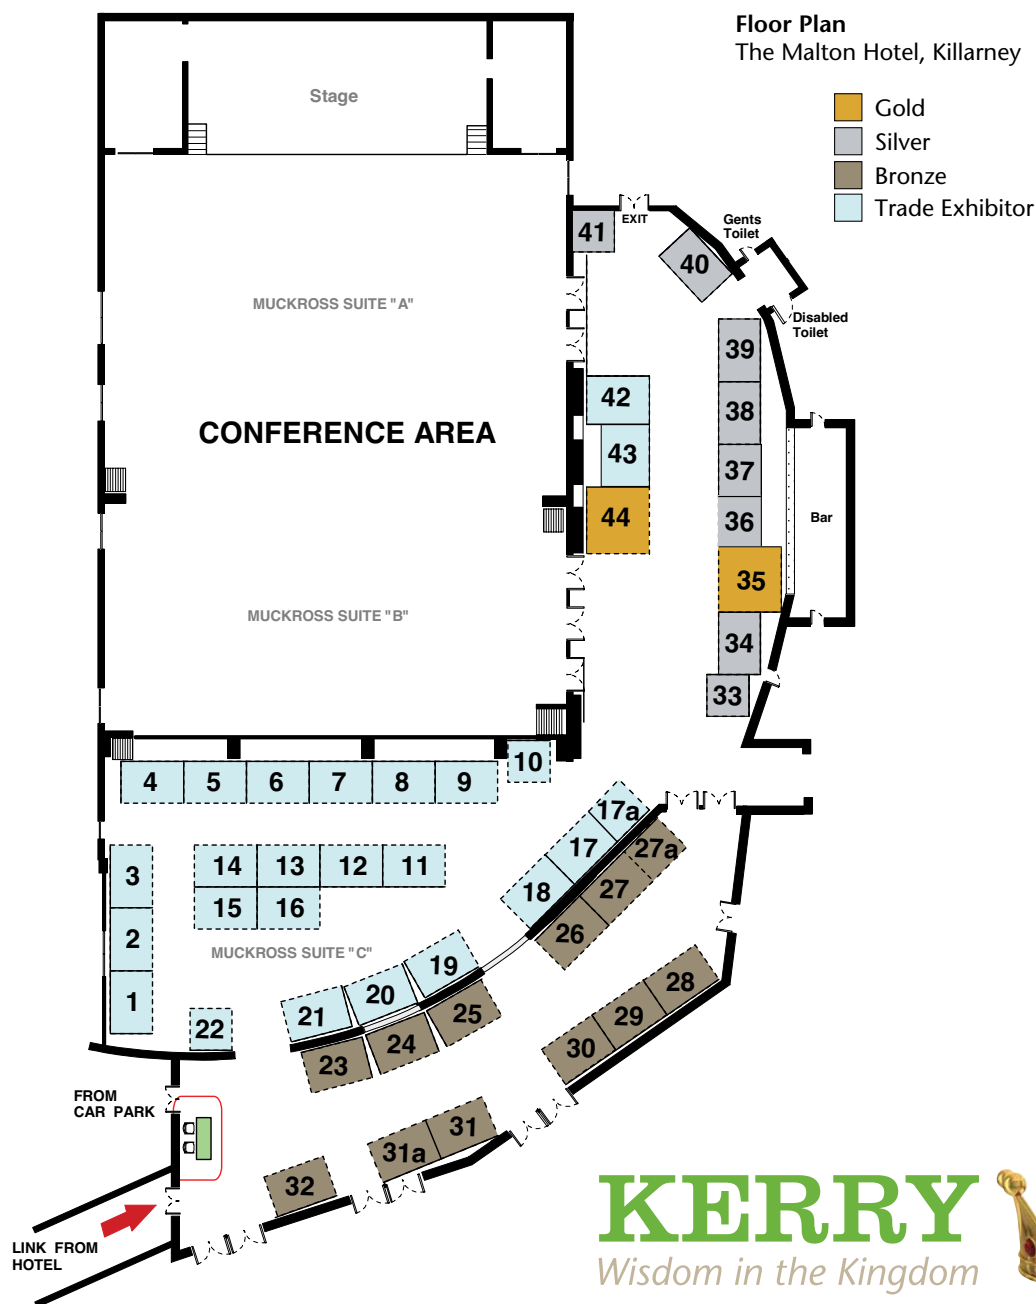 Floor Plan
The Malton Hotel, Killarney
Gold
Silver
Bronze
Trade Exhibitor
Stage
EXIT
Gents
Toilet
41
40
MUCKROSS SUITE "A"
Disabled
Toilet
39
42
38
CONFERENCE AREA
43
37
44
36
Bar
35
MUCKROSS SUITE "B"
34
33
10
4 5 6 7 8 9
17a
3
14 13 12 11
17
27a
18
27
15 16
26
2
MUCKROSS SUITE "C"
19
28
1
20
21
25
29
22
24
23
30
FROM
CAR PARK
31
31a
32
LINK FROM
HOTEL
KERRY
Wisdom in the Kingdom